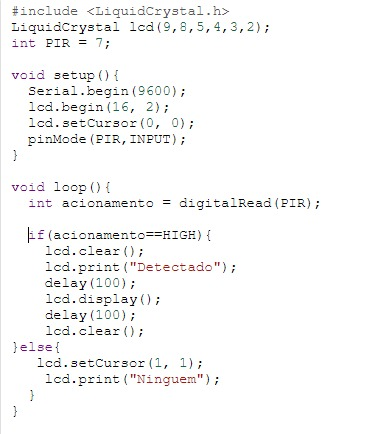 #include <LiquidCrystal.h>
LiquidCrystal lcd(9,8,5,4,3,2);
int PIR = 7;

void setup(){
  Serial.begin(9600);
  lcd.begin(16, 2);
  lcd.setCursor(0, 0);
  pinMode(PIR,INPUT);
}

void loop(){
  int acionamento = digitalRead(PIR);

  if(acionamento==HIGH){
    lcd.clear();
    lcd.print("Detectado");
    delay(100);
    lcd.display();
    delay(100);
    lcd.clear();
}else{
   lcd.setCursor(1, 1);
    lcd.print("Ninguem");
  }
}